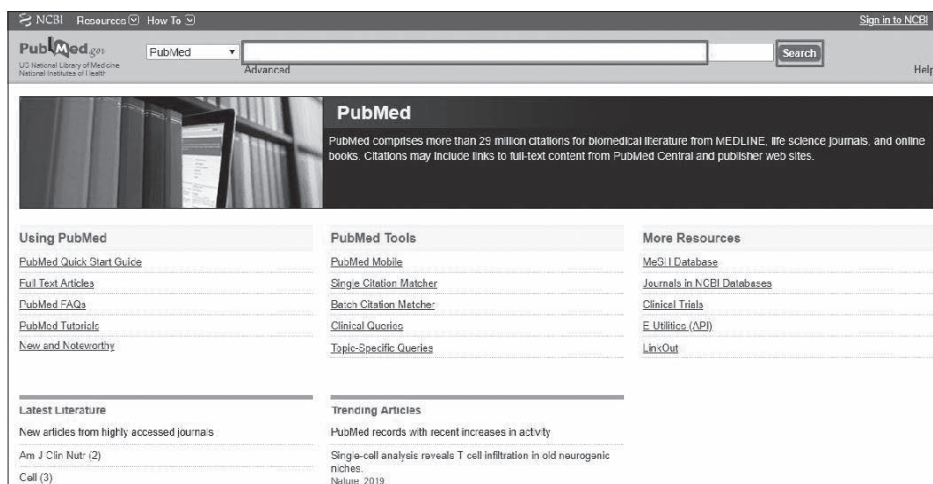 NCBI Resources How To Sign in to NCBI
PubMed.gov PubMed Search
US National Library of Medicine
National Institutes of Health
Advanced Help
PubMed
PubMed comprises more than 29 million citations for biomedical literature from MEDLINE, life science journals, and online
books. Citations may include links to full-text content from PubMed Central and publisher web sites.
Using PubMed
PubMed Quick Start Guide
Full Text Articles
PubMed FAQs
PubMed Tutorials
New and Noteworthy
PubMed Tools
PubMed Mobile
Single Citation Matcher
Batch Citation Matcher
Clinical Queries
Topic-Specific Queries
More Resources
MeSH Database
Journals in NCBI Databases
Clinical Trials
E Utilities (API)
LinkOut
Latest Literature
New articles from highly accessed journals
Am J Clin Nutr (2)
Cell (3)
Trending Articles
PubMed records with recent increases in activity
Single-cell analysis reveals T cell infiltration in old neurogenic
niches.
Nature, 2019